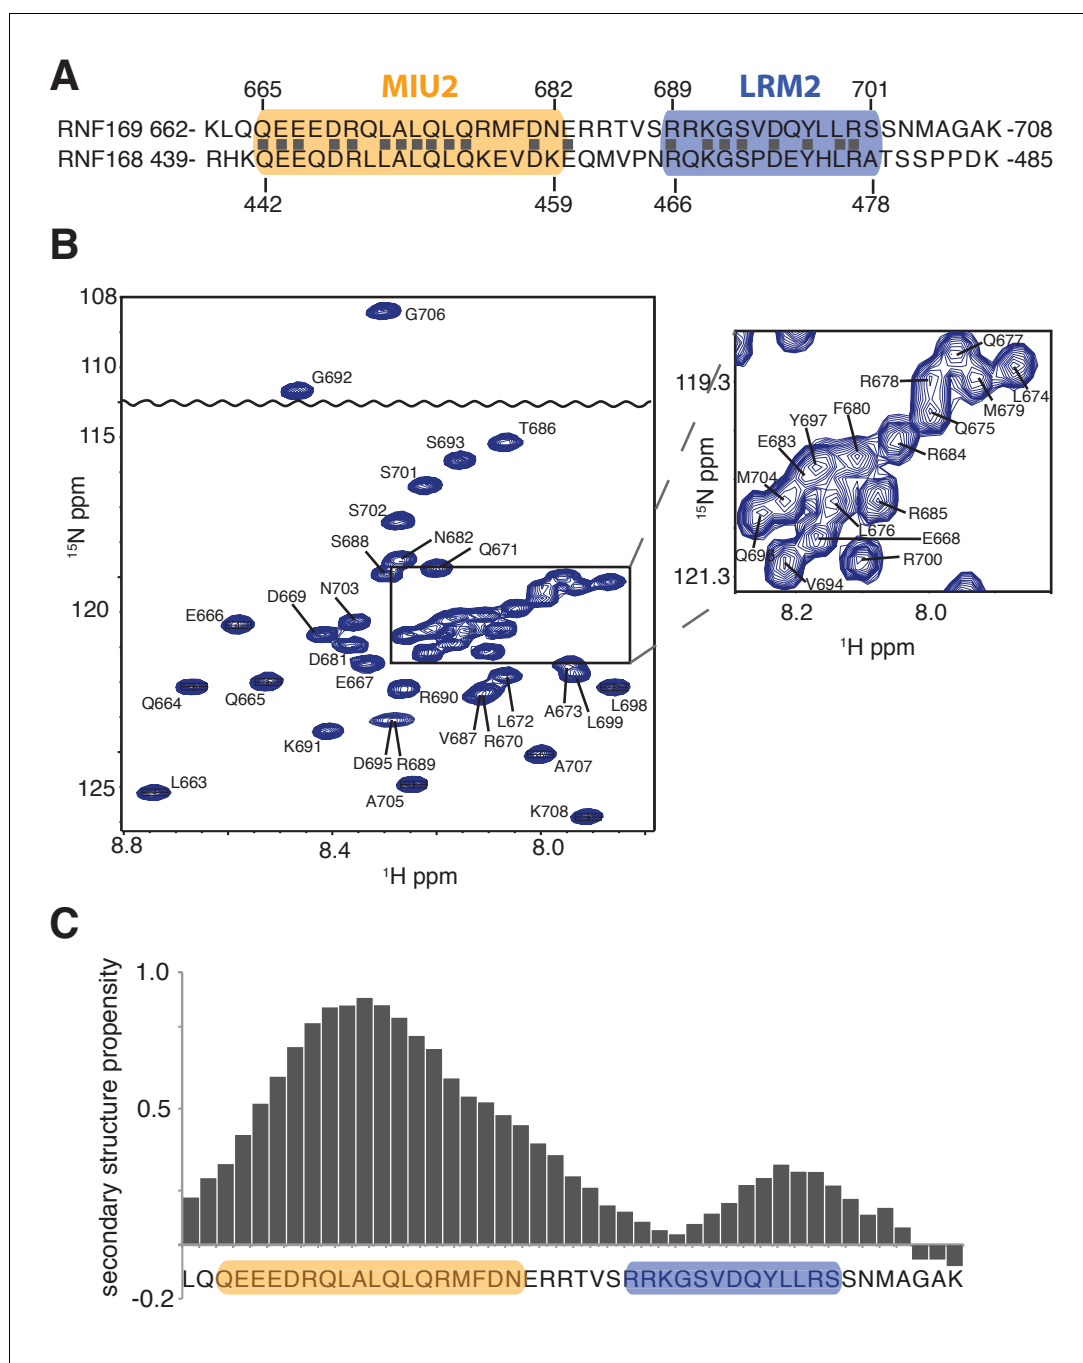 A
MIU2 LRM2
665 682 689 701
RNF169 662- KLQQEEEDRQLALQLQRMFDNERRTVSRRKGSVDQYLLRSSNMAGAK -708
RNF168 439- RHKQEEQDRLLALQLQKEVDKEQMVPNRQKGSPDEYHLRATSSPPDK -485
442 459 466 478
B
108
G706
110
G692
115
T686
S693
S701
S702
S688
N682
Q671
D669
N703
120
E666
D681
E667
Q664
Q665
R690
L672
A673
L699
L698
K691
V687
R670
D695
R689
A707
125
L663
A705
K708
8.8 8.4 8.0
¹H ppm
¹⁵N ppm
Q677
119.3
R678
L674
M679
F680
Y697
Q675
E683
R684
M704
R685
L676
E668
R700
V694
121.3
8.2 8.0
¹H ppm
¹⁵N ppm
C
secondary structure propensity
1.0
0.5
-0.2
LQQEEEDRQLALQLQRMFDNERRTVSRRKGSVDQYLLRSSNMAGAK